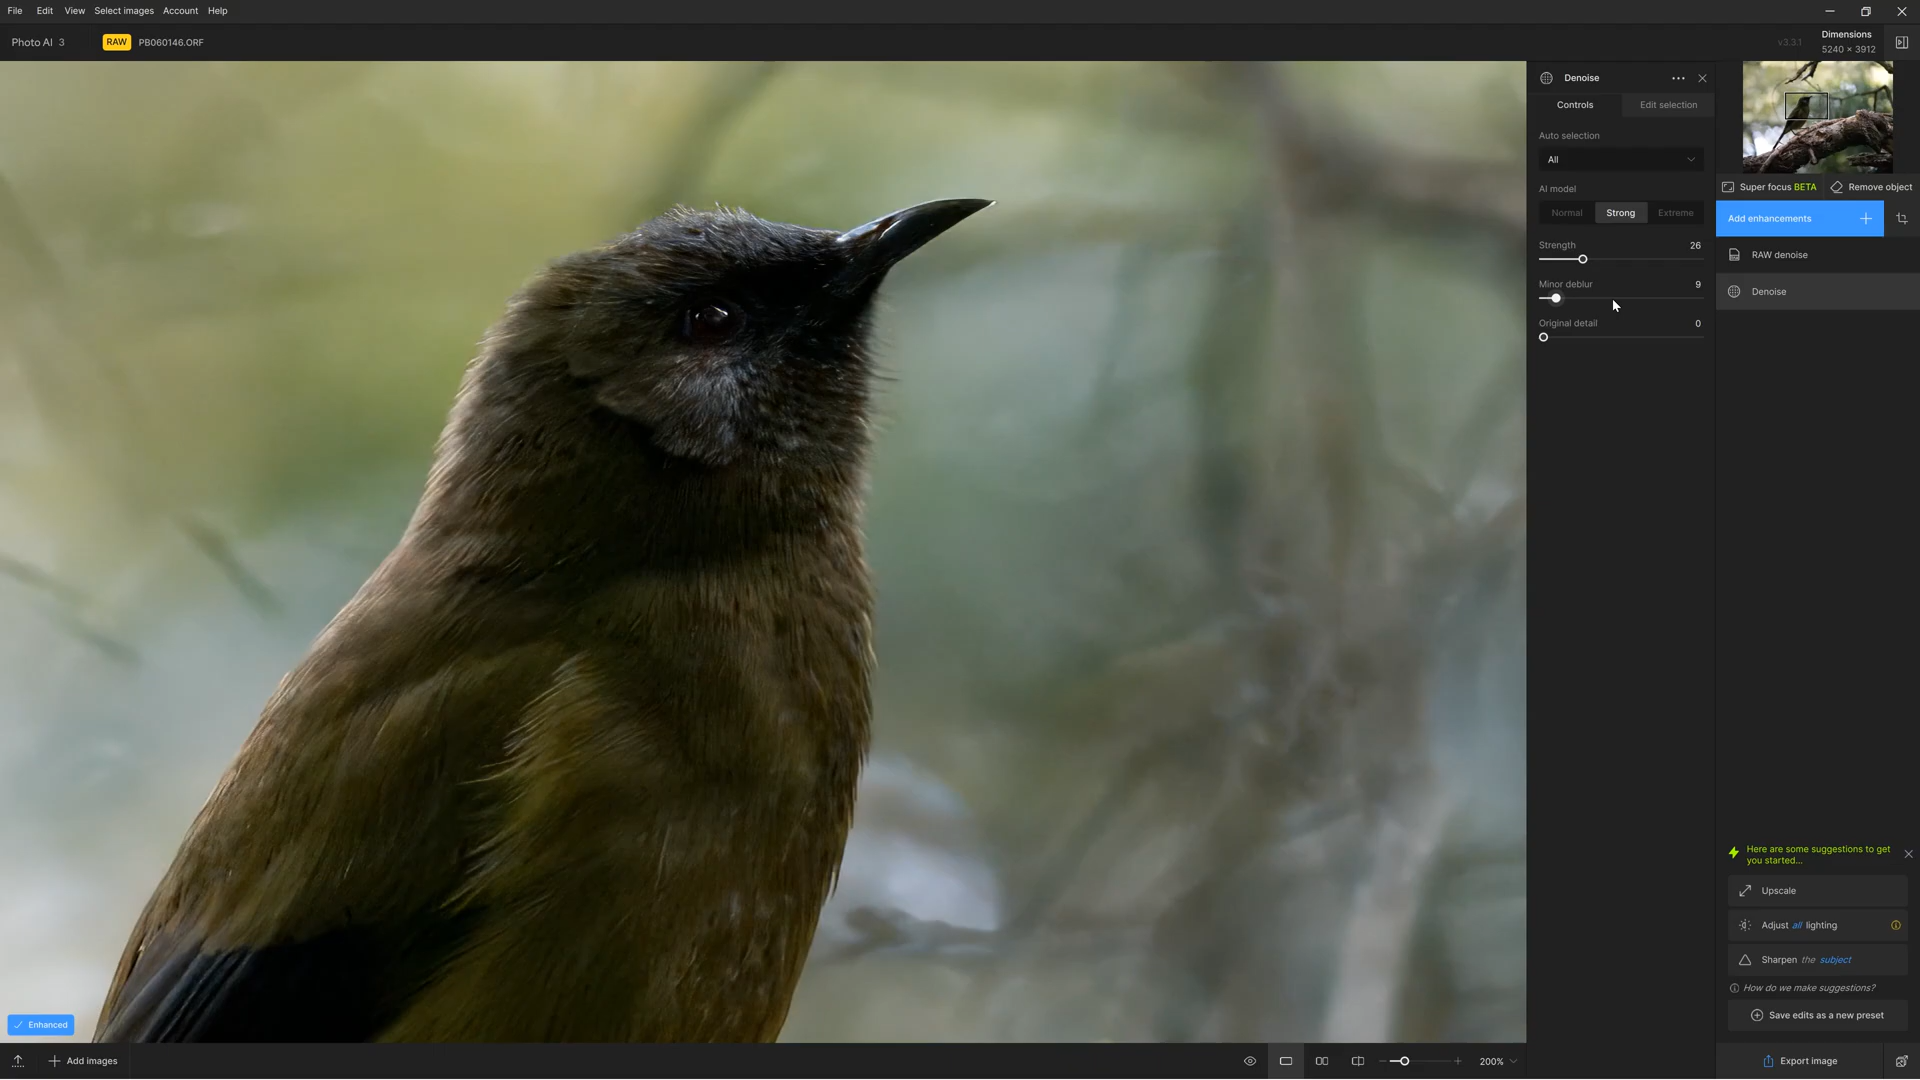 File Edit View Select images Account Help
Photo AI 3 RAW PB060146.ORF v3.3.1 Dimensions
5240 × 3912
Denoise
Controls Edit selection
Auto selection
All
AI model
Normal Strong Extreme
Strength 26
Minor deblur 9
Original detail 0
Super focus BETA Remove object
Add enhancements
RAW denoise
Denoise
Here are some suggestions to get
you started...
Upscale
Adjust all lighting
Sharpen the subject
How do we make suggestions?
Save edits as a new preset
Enhanced
Add images 200% Export image